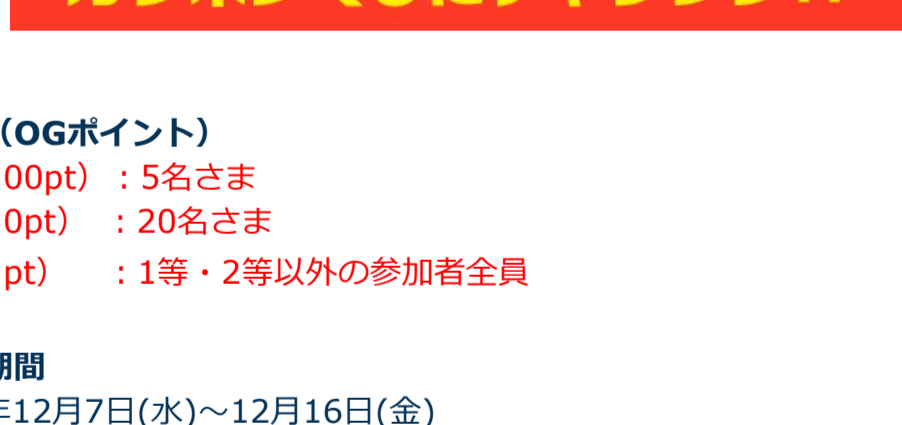 (OGポイント)
00pt） : 5名さま
0pt） : 20名さま
pt） : 1等・2等以外の参加者全員
期間
年12月7日(水)～12月16日(金)